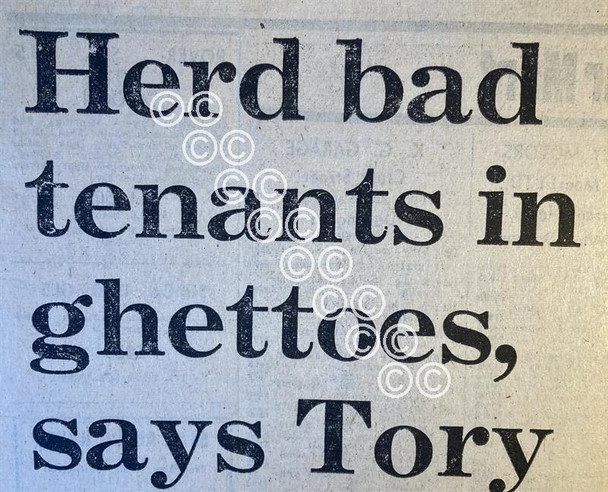 Herd bad
tenants in
ghettoes,
says Tory